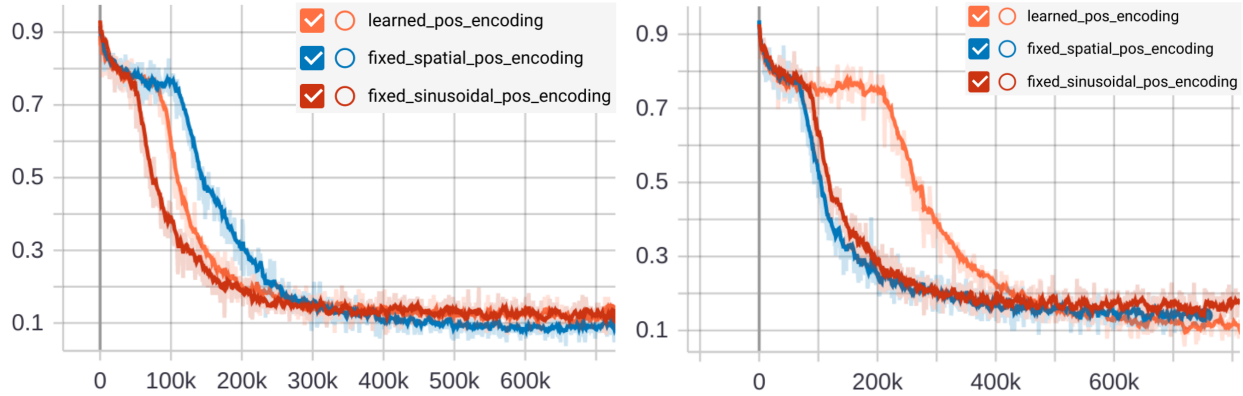 0.9
0.7
0.5
0.3
0.1
0 100k 200k 300k 400k 500k 600k
learned_pos_encoding
fixed_spatial_pos_encoding
fixed_sinusoidal_pos_encoding
0.9
0.7
0.5
0.3
0.1
0 200k 400k 600k
learned_pos_encoding
fixed_spatial_pos_encoding
fixed_sinusoidal_pos_encoding